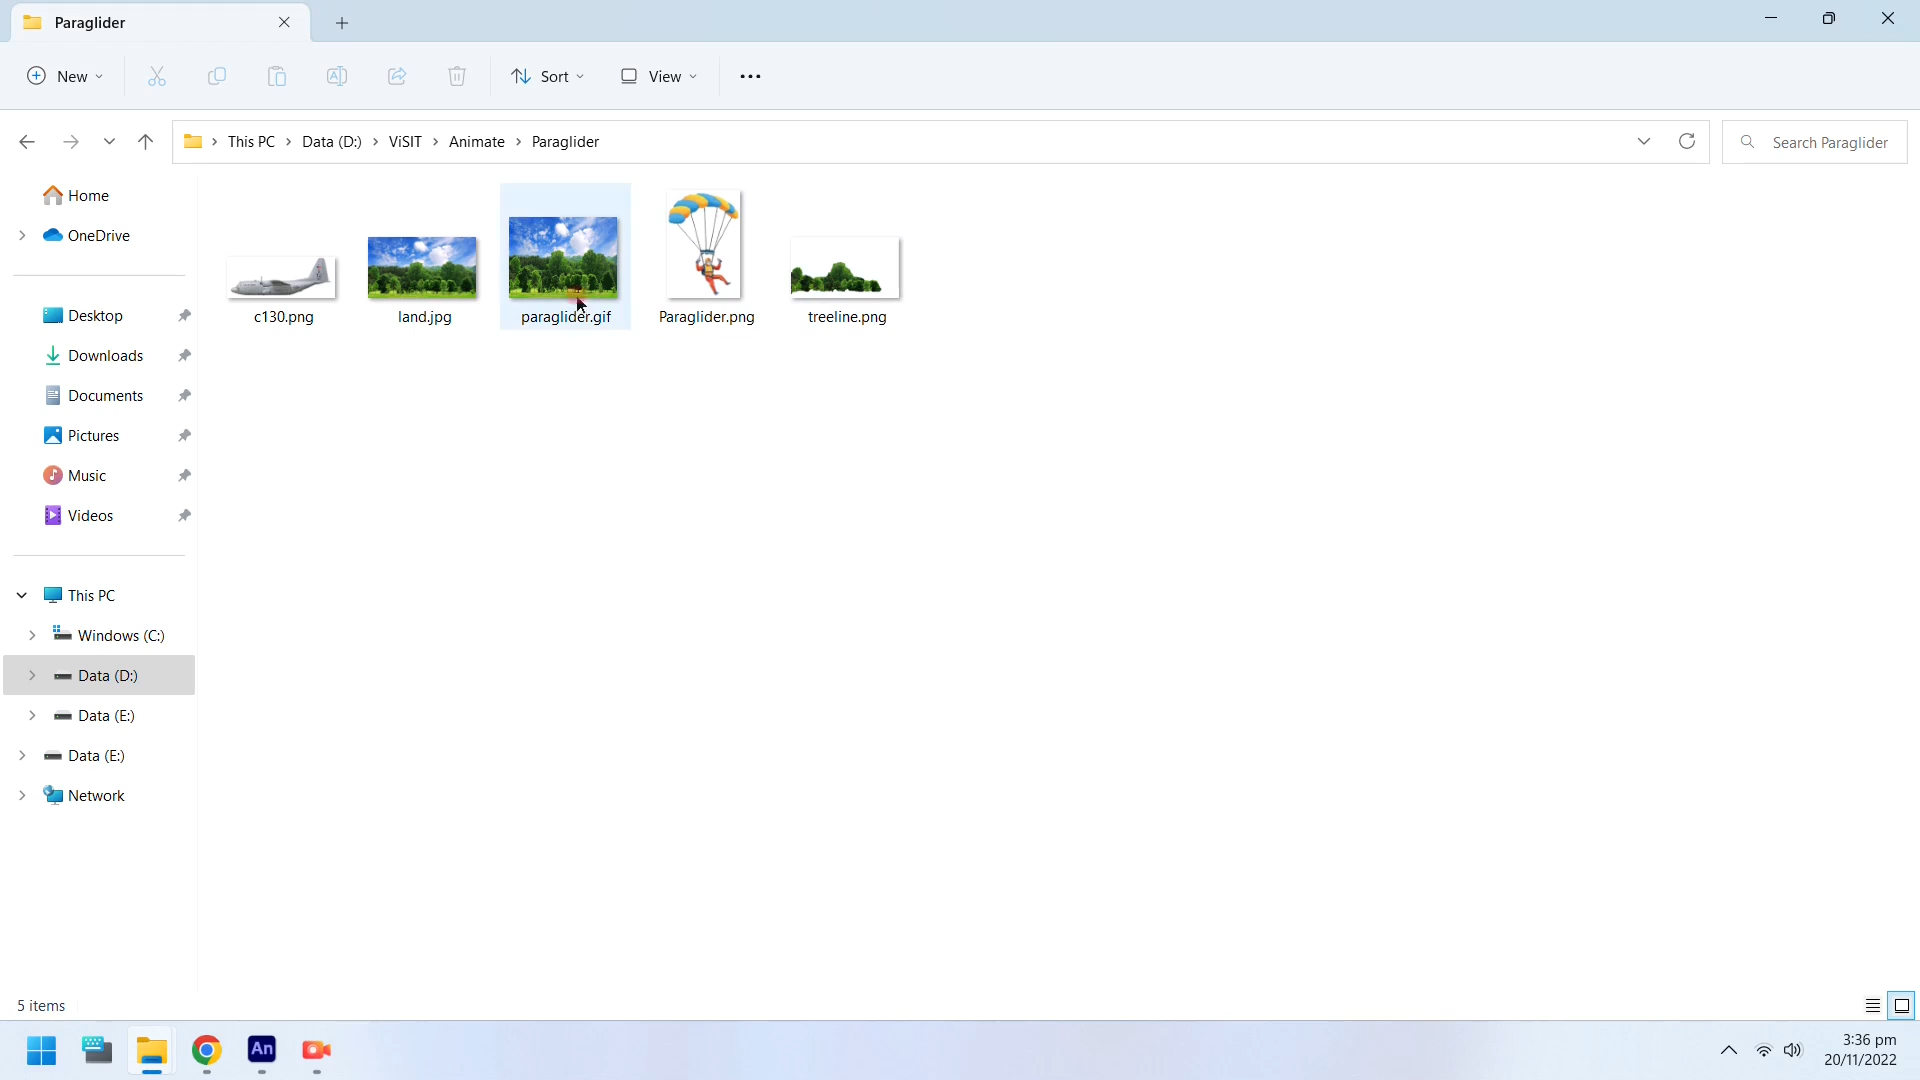 Paraglider
New Sort View
This PC > Data (D:) > ViSIT > Animate > Paraglider
Search Paraglider
Home
OneDrive
Desktop
Downloads
Documents
Pictures
Music
Videos
This PC
Windows (C:)
Data (D:)
Data (E:)
Data (E:)
Network
c130.png
land.jpg
paraglider.gif
Paraglider.png
treeline.png
5 items
An
3:36 pm
20/11/2022